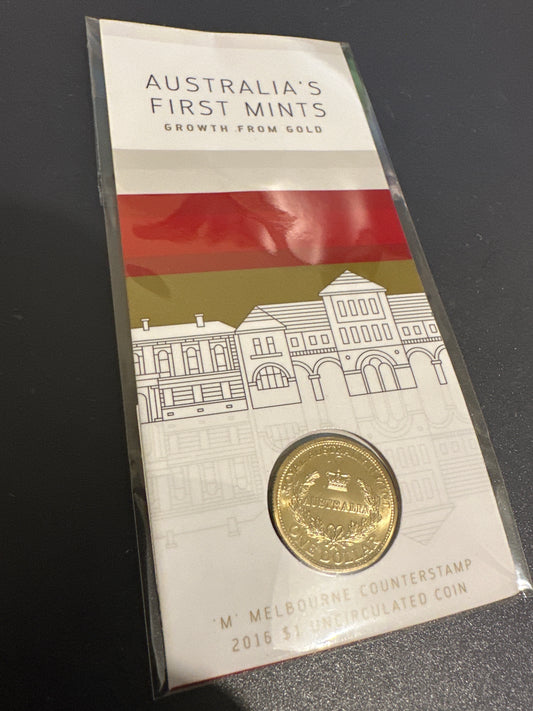 AUSTRALIA'S
FIRST MINTS
GROWTH FROM GOLD
AUSTRALIA
ONE DOLLAR
'M' MELBOURNE COUNTERSTAMP
2016 $1 UNCIRCULATED COIN